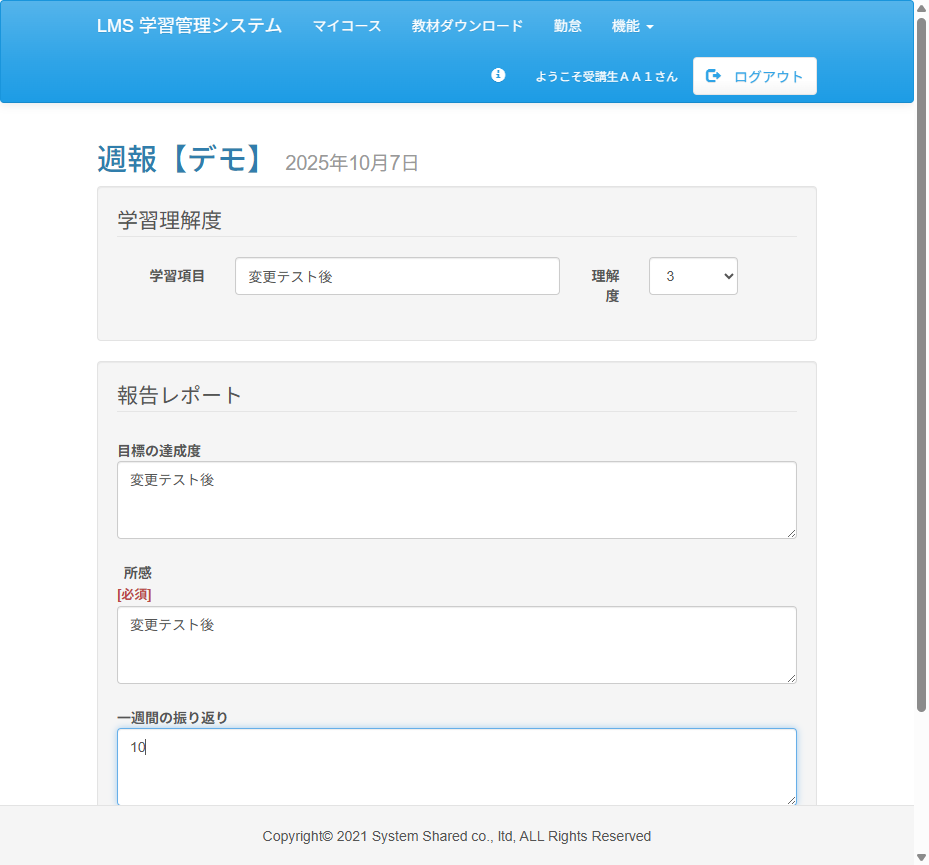 LMS 学習管理システム マイコース 教材ダウンロード 勤怠 機能
ようこそ受講生ＡＡ１さん ログアウト
週報【デモ】 2025年10月7日
学習理解度
学習項目 変更テスト後 理解 3
度
報告レポート
目標の達成度
変更テスト後
所感
[必須]
変更テスト後
一週間の振り返り
10
Copyright© 2021 System Shared co., ltd, ALL Rights Reserved